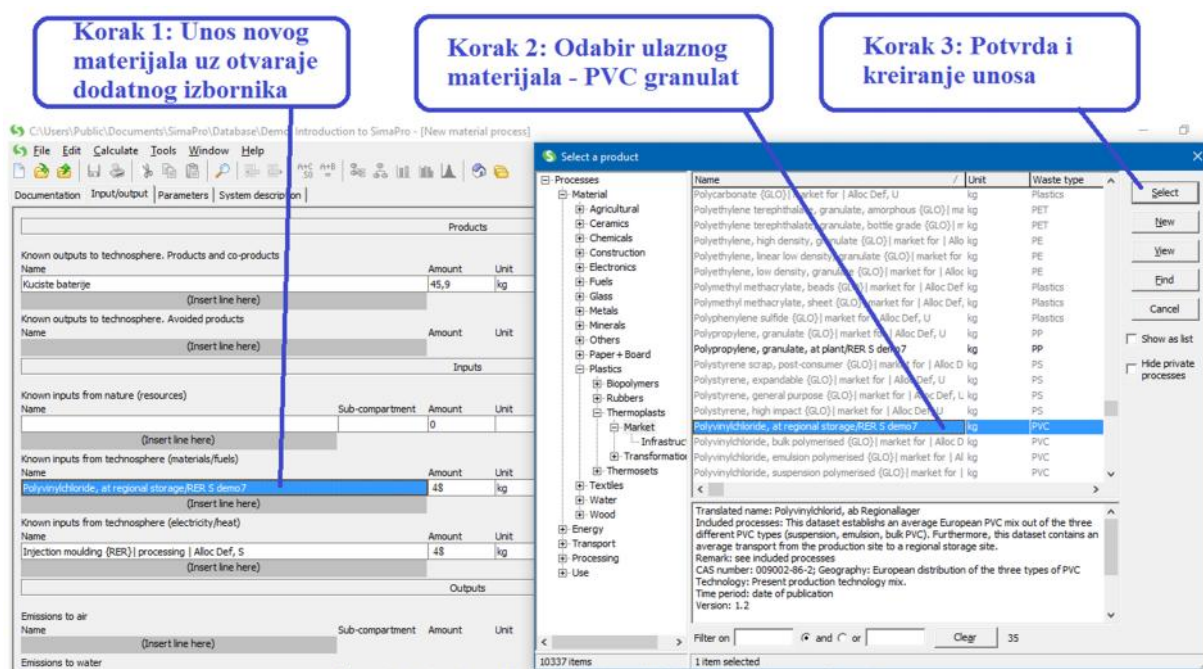 Korak 1: Unos novog
materijala uz otvaraje
dodatnog izbornika
Korak 2: Odabir ulaznog
materijala - PVC granulat
Korak 3: Potvrda i
kreiranje unosa
C:\Users\Public\Documents\SimaPro\Database\Demo Introduction to SimaPro - [New material process]
File Edit Calculate Tools Window Help
Documentation Input/output Parameters System description
Products
Known outputs to technosphere. Products and co-products
Name Amount Unit
Kuciste baterije 45,9 kg
(Insert line here)
Known outputs to technosphere. Avoided products
Name Amount Unit
(Insert line here)
Inputs
Known inputs from nature (resources)
Name Sub-compartment Amount Unit
0
(Insert line here)
Known inputs from technosphere (materials/fuels)
Name Amount Unit
Polyvinylchloride, at regional storage/RER S demo7 48 kg
(Insert line here)
Known inputs from technosphere (electricity/heat)
Name Amount Unit
Injection moulding {RER}| processing | Alloc Def, S 48 kg
(Insert line here)
Outputs
Emissions to air
Name Sub-compartment Amount Unit
(Insert line here)
Emissions to water
Select a product
Processes
Material
Agricultural
Ceramics
Chemicals
Construction
Electronics
Fuels
Glass
Metals
Minerals
Others
Paper + Board
Plastics
Biopolymers
Rubbers
Thermoplasts
Market
Infrastruc
Transformation
Thermosets
Textiles
Water
Wood
Energy
Transport
Processing
Use
10337 items
Name / Unit Waste type
Polycarbonate {GLO}| market for | Alloc Def, U kg Plastics
Polyethylene terephthalate, granulate, amorphous {GLO}| ma kg PET
Polyethylene terephthalate, granulate, bottle grade {GLO}| m kg PET
Polyethylene, high density, granulate {GLO}| market for | Allo kg PE
Polyethylene, linear low density, granulate {GLO}| market for kg PE
Polyethylene, low density, granulate {GLO}| market for | Alloc kg PE
Polymethyl methacrylate, beads {GLO}| market for | Alloc Def, kg Plastics
Polymethyl methacrylate, sheet {GLO}| market for | Alloc Def, kg Plastics
Polyphenylene sulfide {GLO}| market for | Alloc Def, U kg Plastics
Polypropylene, granulate {GLO}| market for | Alloc Def, U kg PP
Polypropylene, granulate, at plant/RER S demo7 kg PP
Polystyrene scrap, post-consumer {GLO}| market for | Alloc D kg PS
Polystyrene, expandable {GLO}| market for | Alloc Def, U kg PS
Polystyrene, general purpose {GLO}| market for | Alloc Def, U kg PS
Polystyrene, high impact {GLO}| market for | Alloc Def, U kg PS
Polyvinylchloride, at regional storage/RER S demo7 kg PVC
Polyvinylchloride, bulk polymerised {GLO}| market for | Alloc D kg PVC
Polyvinylchloride, emulsion polymerised {GLO}| market for | Al kg PVC
Polyvinylchloride, suspension polymerised {GLO}| market for | kg PVC
Translated name: Polyvinylchlorid, ab Regionallager
Included processes: This dataset establishs an average European PVC mix out of the three
different PVC types (suspension, emulsion, bulk PVC). Furthermore, this dataset contains an
average transport from the production site to a regional storage site.
Remark: see included processes
CAS number: 009002-86-2; Geography: European distribution of the three types of PVC
Technology: Present production technology mix.
Time period: date of publication
Version: 1.2
Filter on and or Clear 35
1 item selected
Select
New
View
Find
Cancel
Show as list
Hide private
processes